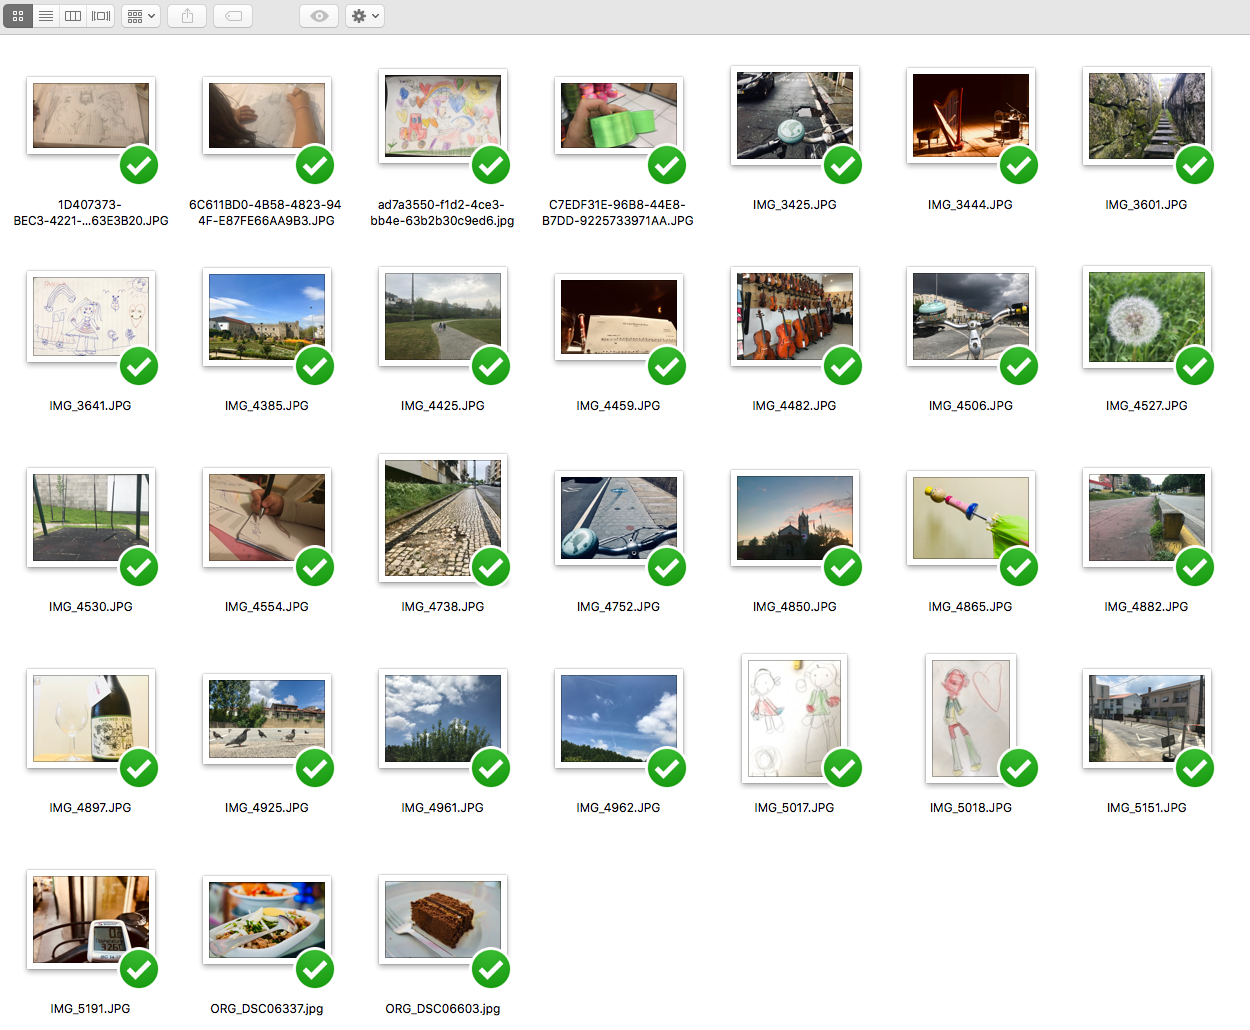 1D407373-
BEC3-4221-...63E3B20.JPG
6C611BD0-4B58-4823-94
4F-E87FE66AA9B3.JPG
ad7a3550-f1d2-4ce3-
bb4e-63b2b30c9ed6.jpg
C7EDF31E-96B8-44E8-
B7DD-9225733971AA.JPG
IMG_3425.JPG
IMG_3444.JPG
IMG_3601.JPG
IMG_3641.JPG
IMG_4385.JPG
IMG_4425.JPG
IMG_4459.JPG
IMG_4482.JPG
IMG_4506.JPG
IMG_4527.JPG
IMG_4530.JPG
IMG_4554.JPG
IMG_4738.JPG
IMG_4752.JPG
IMG_4850.JPG
IMG_4865.JPG
IMG_4882.JPG
IMG_4897.JPG
IMG_4925.JPG
IMG_4961.JPG
IMG_4962.JPG
IMG_5017.JPG
IMG_5018.JPG
IMG_5151.JPG
IMG_5191.JPG
ORG_DSC06337.jpg
ORG_DSC06603.jpg